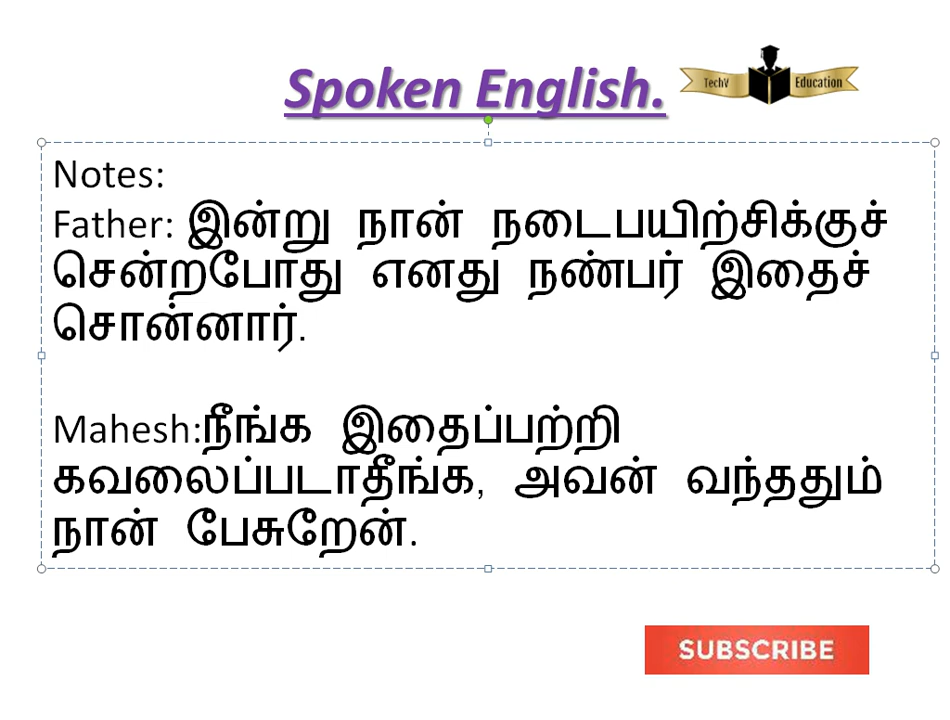 Spoken English.
TechV Education
Notes:
Father: இன்று நான் நடைபயிற்சிக்குச்
சென்றபோது எனது நண்பர் இதைச்
சொன்னார்.
Mahesh:நீங்க இதைப்பற்றி
கவலைப்படாதீங்க, அவன் வந்ததும்
நான் பேசுறேன்.
SUBSCRIBE